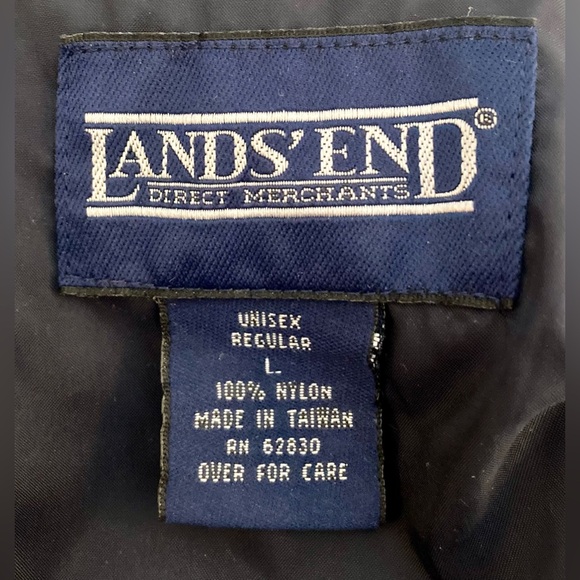 LANDS' END®
DIRECT MERCHANTS
UNISEX
REGULAR
L
100% NYLON
MADE IN TAIWAN
RN 62830
OVER FOR CARE